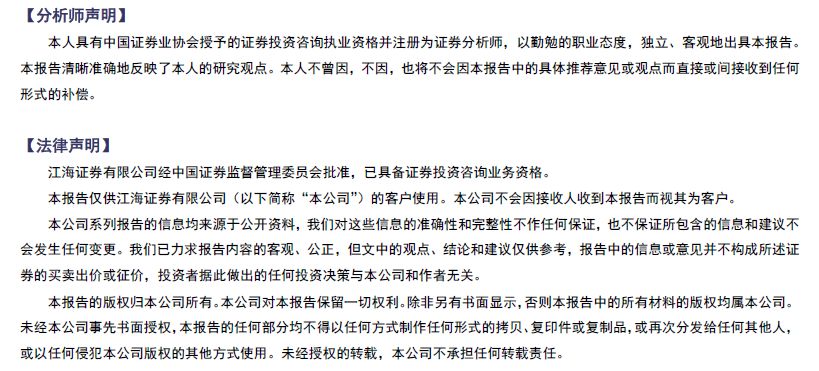 【分析师声明】
本人具有中国证券业协会授予的证券投资咨询执业资格并注册为证券分析师，以勤勉的职业态度，独立、客观地出具本报告。
本报告清晰准确地反映了本人的研究观点。本人不曾因，不因，也将不会因本报告中的具体推荐意见或观点而直接或间接收到任何
形式的补偿。
【法律声明】
江海证券有限公司经中国证券监督管理委员会批准，已具备证券投资咨询业务资格。
本报告仅供江海证券有限公司（以下简称“本公司”）的客户使用。本公司不会因接收人收到本报告而视其为客户。
本公司系列报告的信息均来源于公开资料，我们对这些信息的准确性和完整性不作任何保证，也不保证所包含的信息和建议不
会发生任何变更。我们已力求报告内容的客观、公正，但文中的观点、结论和建议仅供参考，报告中的信息或意见并不构成所述证
券的买卖出价或征价，投资者据此做出的任何投资决策与本公司和作者无关。
本报告的版权归本公司所有。本公司对本报告保留一切权利。除非另有书面显示，否则本报告中的所有材料的版权均属本公司。
未经本公司事先书面授权，本报告的任何部分均不得以任何方式制作任何形式的拷贝、复印件或复制品，或再次分发给任何其他人，
或以任何侵犯本公司版权的其他方式使用。未经授权的转载，本公司不承担任何转载责任。